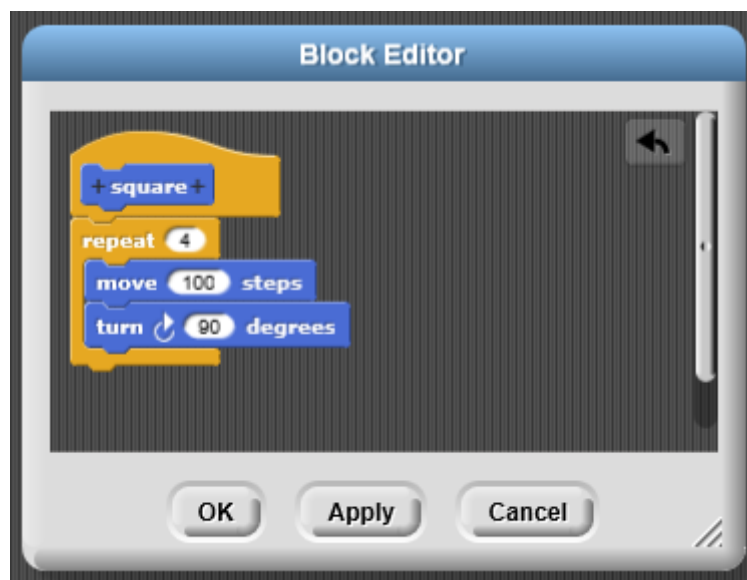 Block Editor
+ square +
repeat 4
move 100 steps
turn 90 degrees
OK Apply Cancel